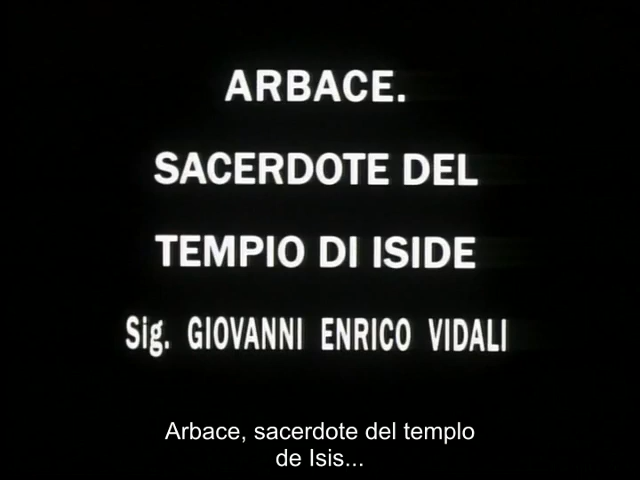 ARBACE.
SACERDOTE DEL
TEMPIO DI ISIDE
Sig. GIOVANNI ENRICO VIDALI
Arbace, sacerdote del templo
de Isis...